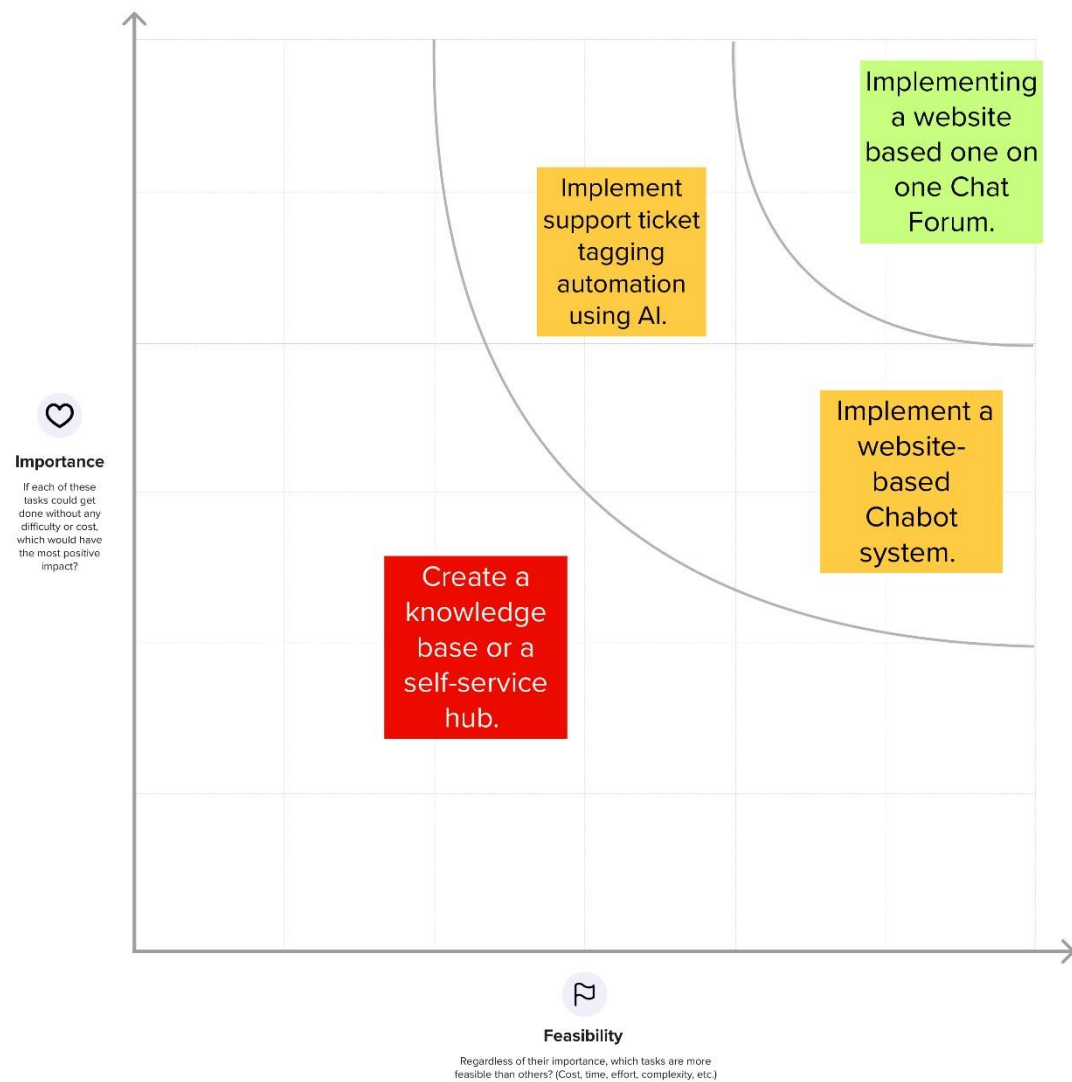 Implementing
a website
based one on
one Chat
Forum.
Implement
support ticket
tagging
automation
using AI.
Implement a
website-
based
Chabot
system.
Importance
If each of these
tasks could get
done without any
difficulty or cost,
which would have
the most positive
impact?
Create a
knowledge
base or a
self-service
hub.
Feasibility
Regardless of their importance, which tasks are more
feasible than others? (Cost, time, effort, complexity, etc.)